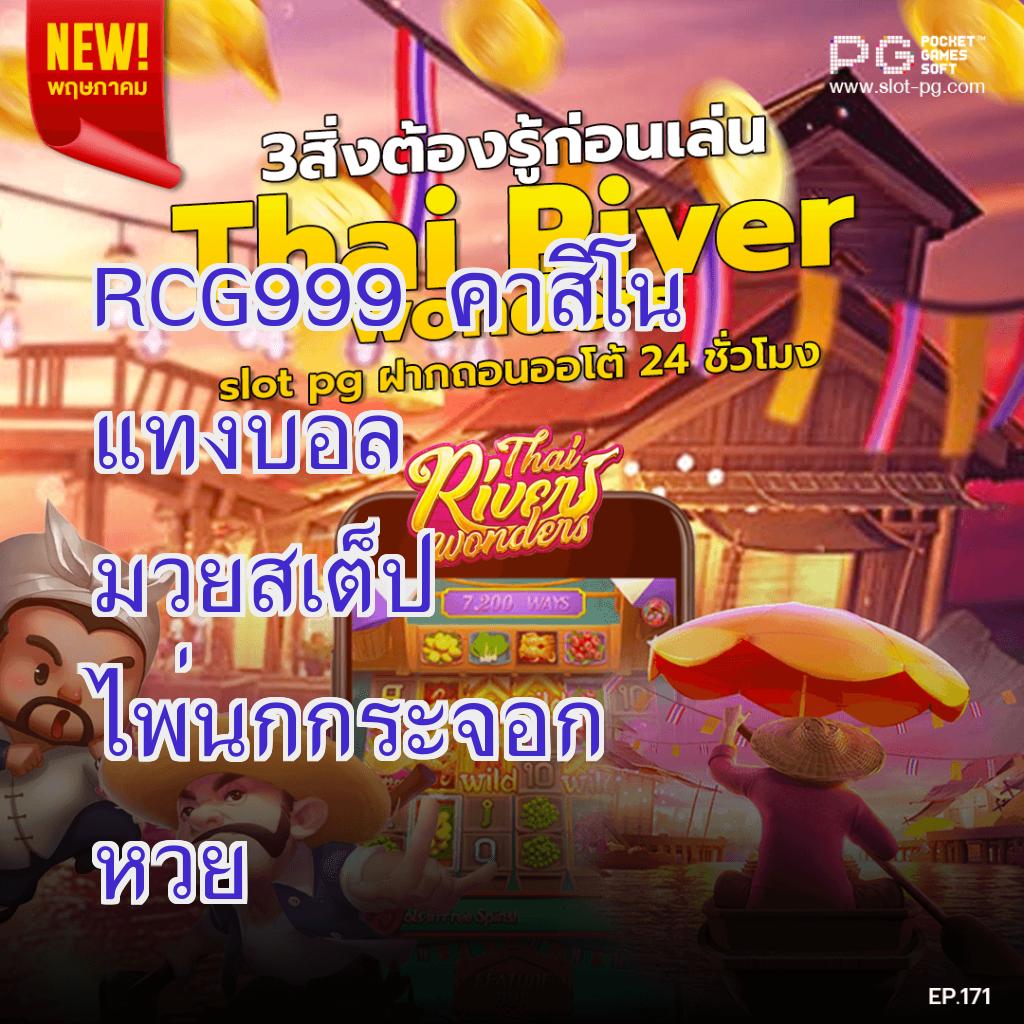 NEW!
พฤษภาคม
PG POCKET GAMES SOFT™
www.slot-pg.com
3สิ่งต้องรู้ก่อนเล่น
Thai River
RCG999 คาสิโน
slot pg ฝากถอนออโต้ 24 ชั่วโมง
แทงบอล
Thai
River
wonders
มวยสเต็ป
7,200 WAYS
ไพ่นกกระจอก
wild
หวย
EP.171